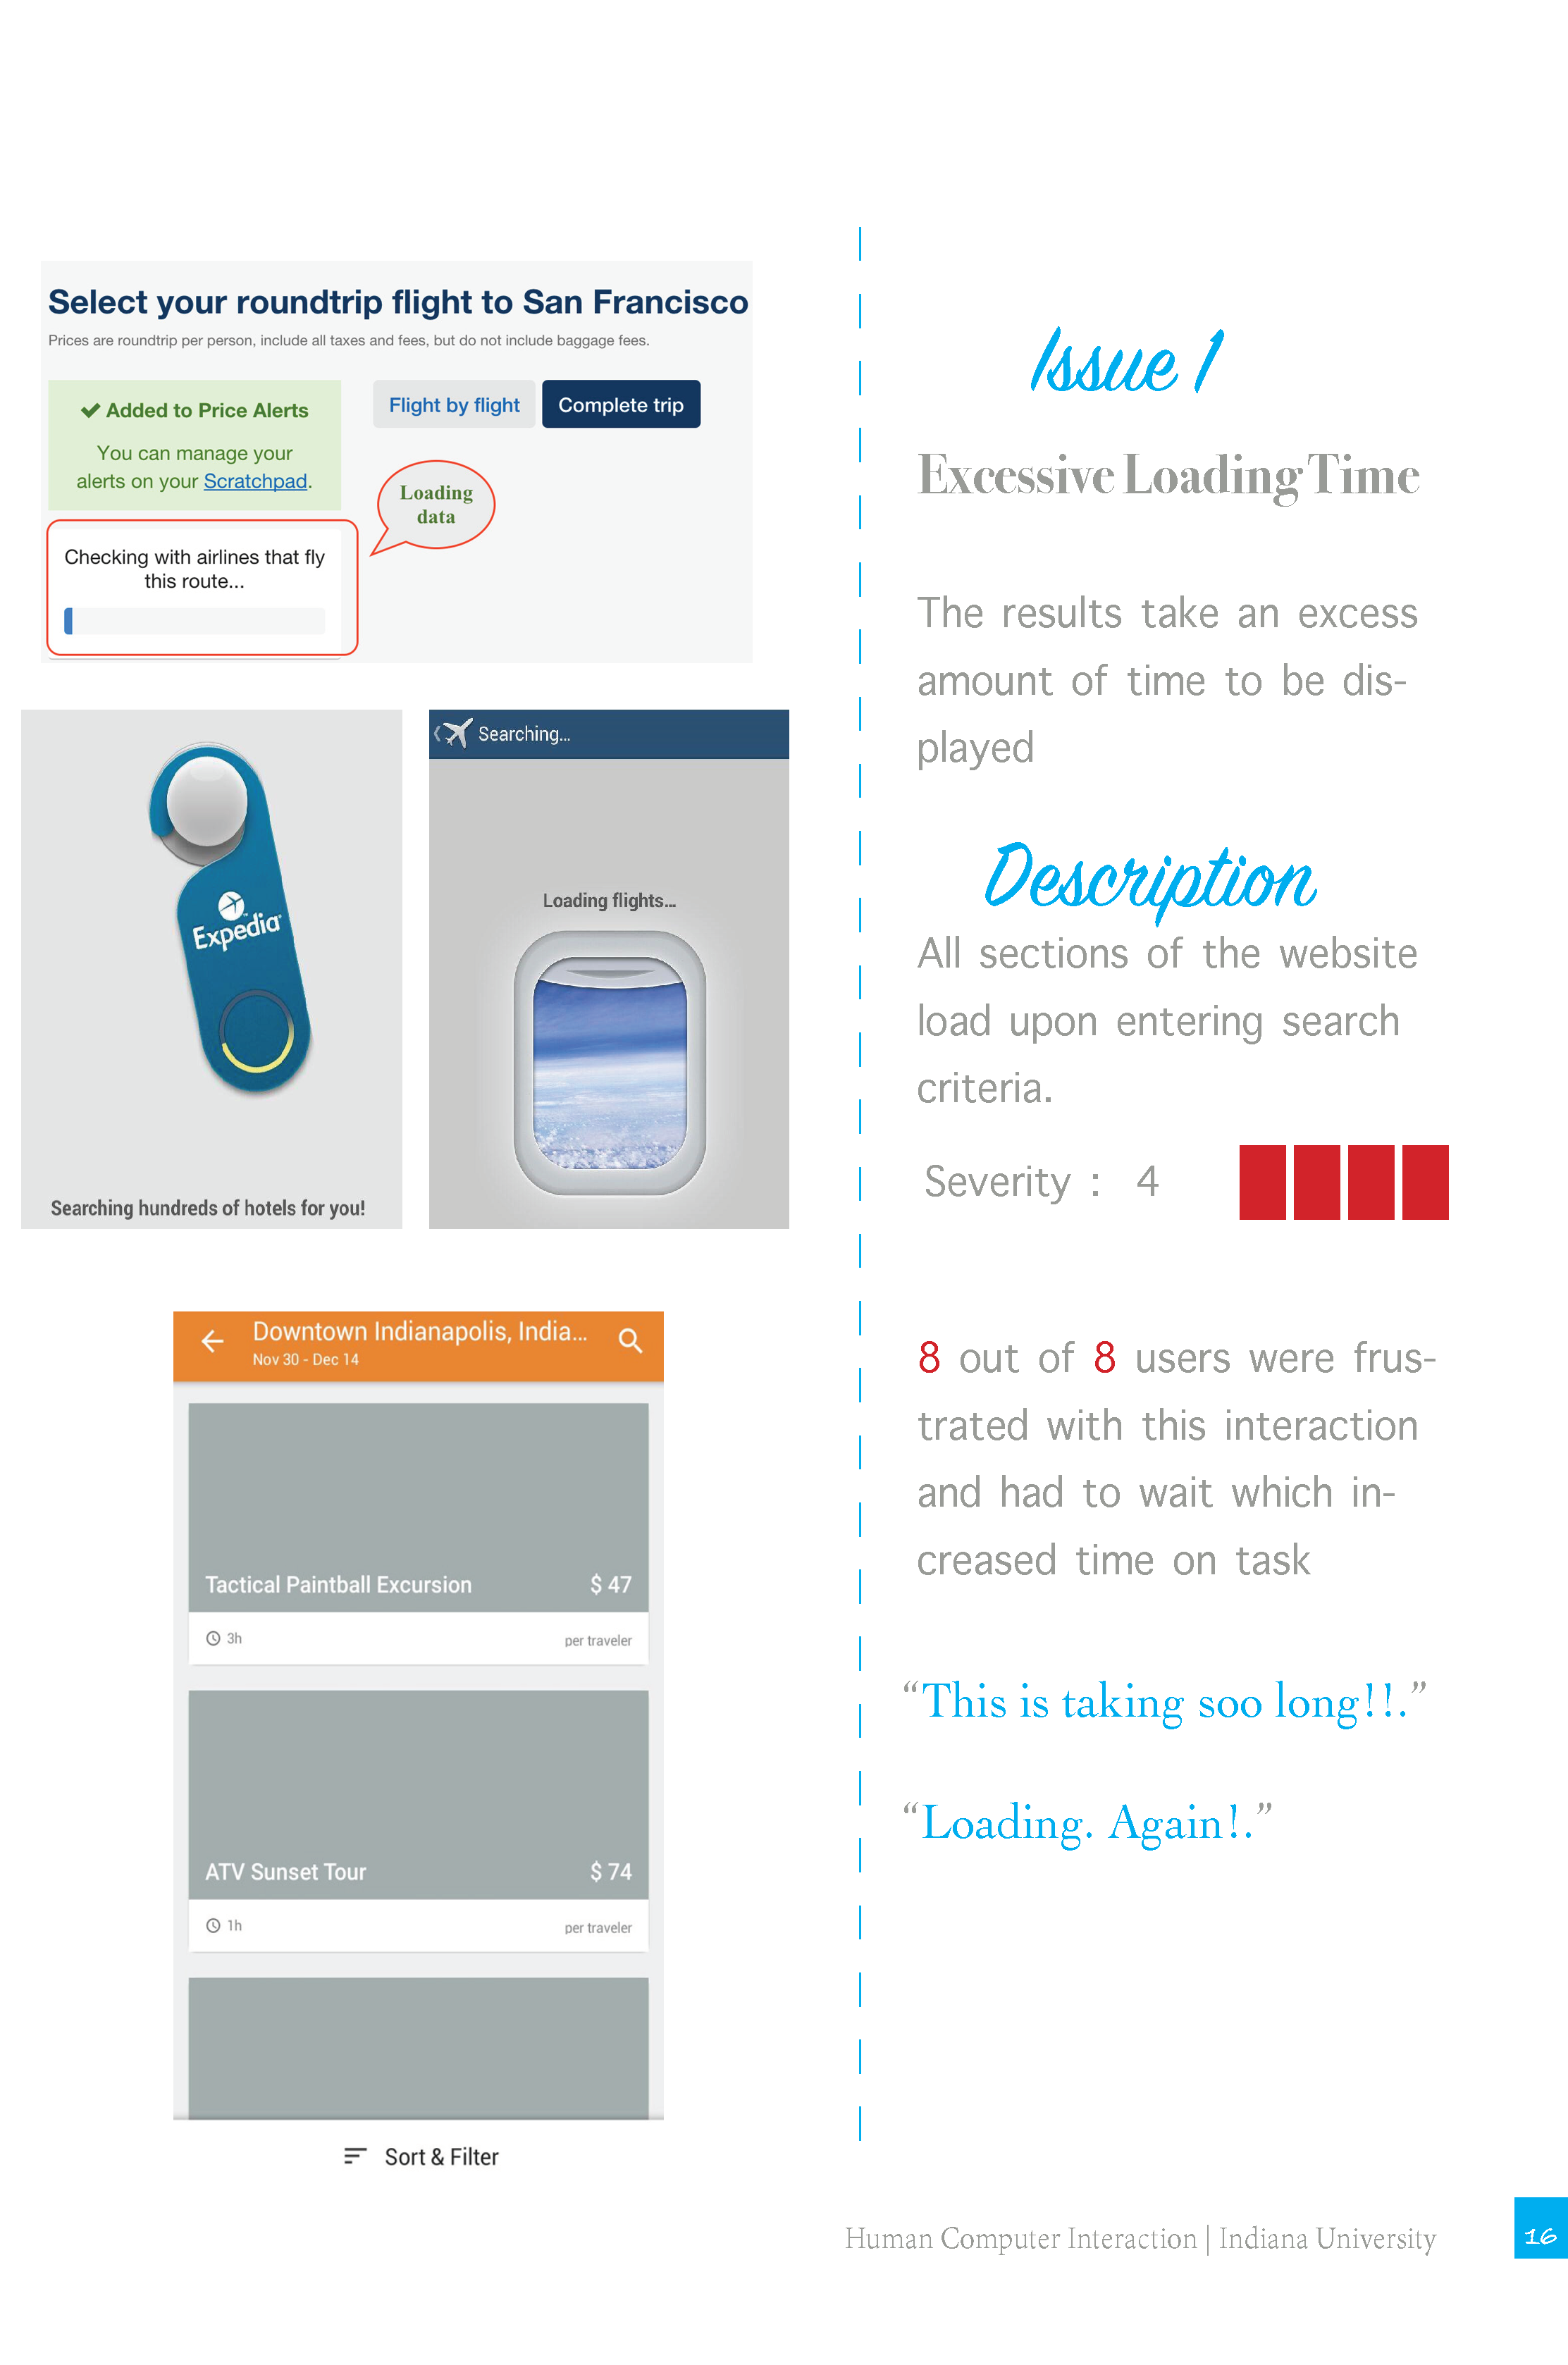 Select your roundtrip flight to San Francisco
Prices are roundtrip per person, include all taxes and fees, but do not include baggage fees.
Added to Price Alerts
You can manage your
alerts on your Scratchpad.
Flight by flight
Complete trip
Loading
data
Checking with airlines that fly
this route...
Expedia
Searching hundreds of hotels for you!
Searching...
Loading flights...
Downtown Indianapolis, India...
Nov 30 - Dec 14
Tactical Paintball Excursion
$ 47
3h
per traveler
ATV Sunset Tour
$ 74
1h
per traveler
Sort & Filter
Issue 1
Excessive Loading Time
The results take an excess
amount of time to be dis-
played
Description
All sections of the website
load upon entering search
criteria.
Severity : 4
8 out of 8 users were frus-
trated with this interaction
and had to wait which in-
creased time on task
“This is taking soo long!!.”
“Loading. Again!.”
Human Computer Interaction | Indiana University
16